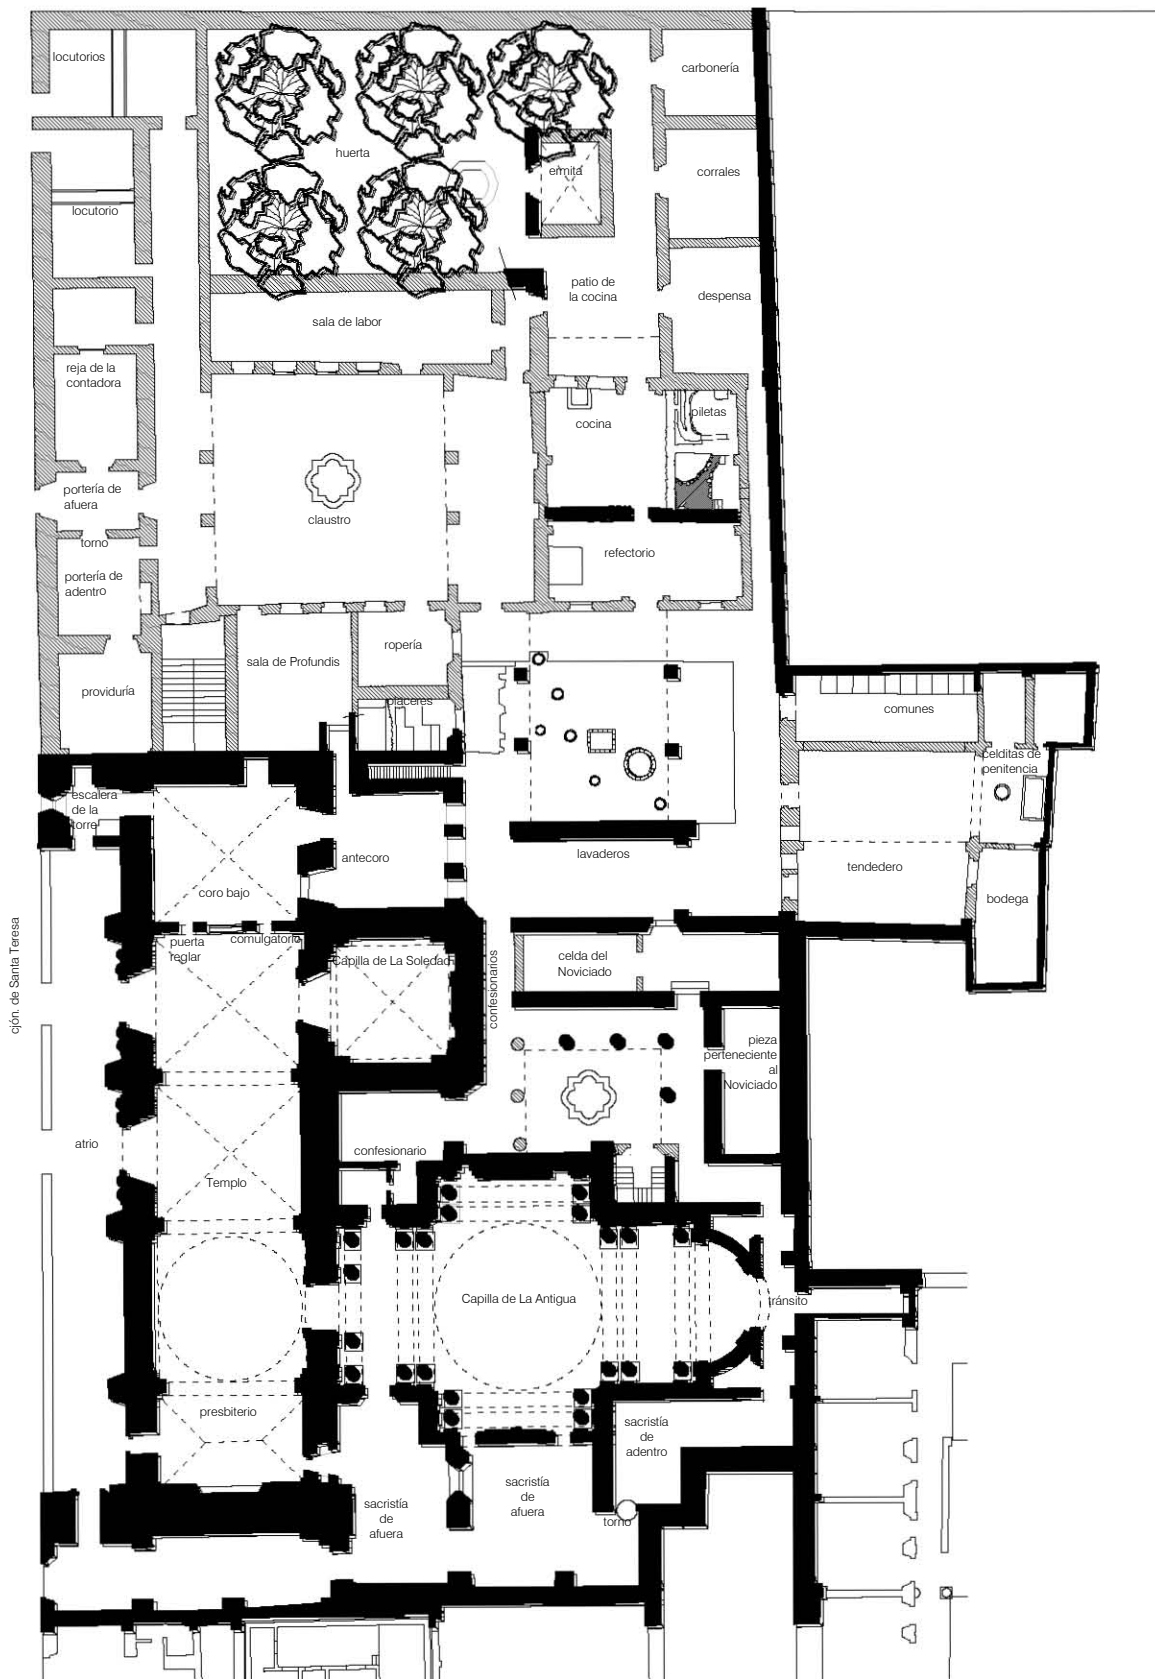 locutorios
carbonería
huerta
ermita
corrales
locutorio
patio de
la cocina
despensa
sala de labor
reja de la
contadora
piletas
cocina
portería de
afuera
claustro
torno
refectorio
portería de
adentro
ropería
sala de Profundis
providuría
placeres
comunes
celditas de
penitencia
escalera
de la
torre
antecoro
lavaderos
tendedero
coro bajo
bodega
cjón. de Santa Teresa
puerta
reglar
comulgatorio
Capilla de La Soledad
confesionarios
celda del
Noviciado
pieza
perteneciente
al
Noviciado
atrio
confesionario
Templo
Capilla de La Antigua
tránsito
presbiterio
sacristía
de
adentro
sacristía
de
afuera
sacristía
de
afuera
torno